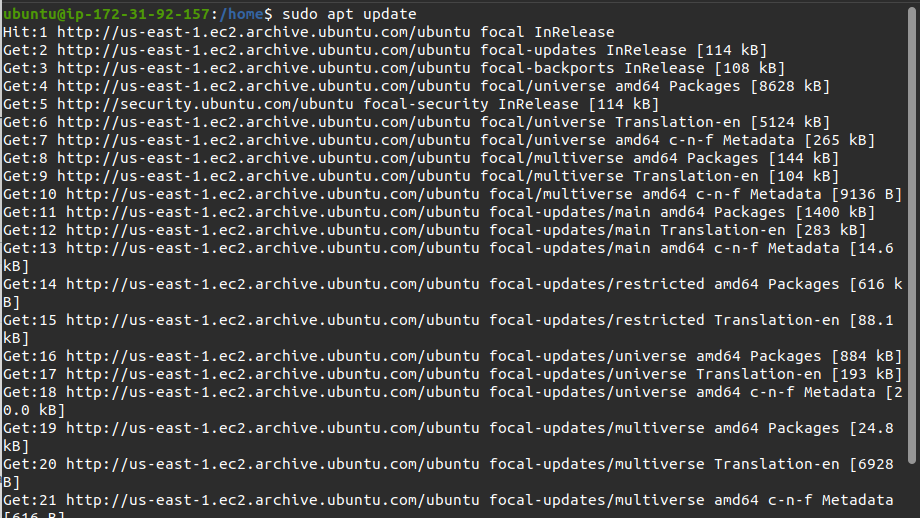 ubuntu@ip-172-31-92-157:/home$ sudo apt update
Hit:1 http://us-east-1.ec2.archive.ubuntu.com/ubuntu focal InRelease
Get:2 http://us-east-1.ec2.archive.ubuntu.com/ubuntu focal-updates InRelease [114 kB]
Get:3 http://us-east-1.ec2.archive.ubuntu.com/ubuntu focal-backports InRelease [108 kB]
Get:4 http://us-east-1.ec2.archive.ubuntu.com/ubuntu focal/universe amd64 Packages [8628 kB]
Get:5 http://security.ubuntu.com/ubuntu focal-security InRelease [114 kB]
Get:6 http://us-east-1.ec2.archive.ubuntu.com/ubuntu focal/universe Translation-en [5124 kB]
Get:7 http://us-east-1.ec2.archive.ubuntu.com/ubuntu focal/universe amd64 c-n-f Metadata [265 kB]
Get:8 http://us-east-1.ec2.archive.ubuntu.com/ubuntu focal/multiverse amd64 Packages [144 kB]
Get:9 http://us-east-1.ec2.archive.ubuntu.com/ubuntu focal/multiverse Translation-en [104 kB]
Get:10 http://us-east-1.ec2.archive.ubuntu.com/ubuntu focal/multiverse amd64 c-n-f Metadata [9136 B]
Get:11 http://us-east-1.ec2.archive.ubuntu.com/ubuntu focal-updates/main amd64 Packages [1400 kB]
Get:12 http://us-east-1.ec2.archive.ubuntu.com/ubuntu focal-updates/main Translation-en [283 kB]
Get:13 http://us-east-1.ec2.archive.ubuntu.com/ubuntu focal-updates/main amd64 c-n-f Metadata [14.6
kB]
Get:14 http://us-east-1.ec2.archive.ubuntu.com/ubuntu focal-updates/restricted amd64 Packages [616 k
B]
Get:15 http://us-east-1.ec2.archive.ubuntu.com/ubuntu focal-updates/restricted Translation-en [88.1
kB]
Get:16 http://us-east-1.ec2.archive.ubuntu.com/ubuntu focal-updates/universe amd64 Packages [884 kB]
Get:17 http://us-east-1.ec2.archive.ubuntu.com/ubuntu focal-updates/universe Translation-en [193 kB]
Get:18 http://us-east-1.ec2.archive.ubuntu.com/ubuntu focal-updates/universe amd64 c-n-f Metadata [2
0.0 kB]
Get:19 http://us-east-1.ec2.archive.ubuntu.com/ubuntu focal-updates/multiverse amd64 Packages [24.8
kB]
Get:20 http://us-east-1.ec2.archive.ubuntu.com/ubuntu focal-updates/multiverse Translation-en [6928
B]
Get:21 http://us-east-1.ec2.archive.ubuntu.com/ubuntu focal-updates/multiverse amd64 c-n-f Metadata
[616 B]